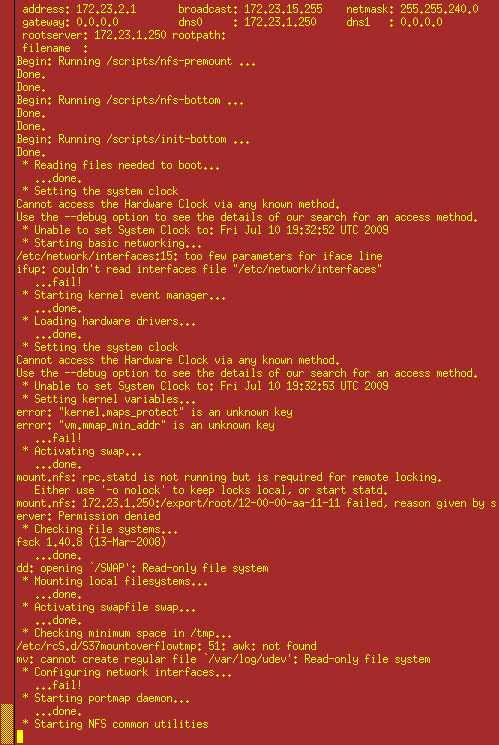 address: 172.23.2.1 broadcast: 172.23.15.255 netmask: 255.255.240.0
gateway: 0.0.0.0 dns0 : 172.23.1.250 dns1 : 0.0.0.0
rootserver: 172.23.1.250 rootpath:
filename :
Begin: Running /scripts/nfs-premount ...
Done.
Done.
Begin: Running /scripts/nfs-bottom ...
Done.
Done.
Begin: Running /scripts/init-bottom ...
Done.
* Reading files needed to boot...
...done.
* Setting the system clock
Cannot access the Hardware Clock via any known method.
Use the --debug option to see the details of our search for an access method.
* Unable to set System Clock to: Fri Jul 10 19:32:52 UTC 2009
* Starting basic networking...
/etc/network/interfaces:15: too few parameters for iface line
ifup: couldn't read interfaces file "/etc/network/interfaces"
...fail!
* Starting kernel event manager...
...done.
* Loading hardware drivers...
...done.
* Setting the system clock
Cannot access the Hardware Clock via any known method.
Use the --debug option to see the details of our search for an access method.
* Unable to set System Clock to: Fri Jul 10 19:32:53 UTC 2009
* Setting kernel variables...
error: "kernel.maps_protect" is an unknown key
error: "vm.mmap_min_addr" is an unknown key
...fail!
* Activating swap...
...done.
mount.nfs: rpc.statd is not running but is required for remote locking.
Either use '-o nolock' to keep locks local, or start statd.
mount.nfs: 172.23.1.250:/export/root/12-00-00-aa-11-11 failed, reason given by s
erver: Permission denied
* Checking file systems...
fsck 1.40.8 (13-Mar-2008)
...done.
dd: opening `/SWAP': Read-only file system
* Mounting local filesystems...
...done.
* Activating swapfile swap...
...done.
* Checking minimum space in /tmp...
/etc/rcS.d/S37mountoverflowtmp: 51: awk: not found
mv: cannot create regular file `/var/log/udev': Read-only file system
* Configuring network interfaces...
...fail!
* Starting portmap daemon...
...done.
* Starting NFS common utilities